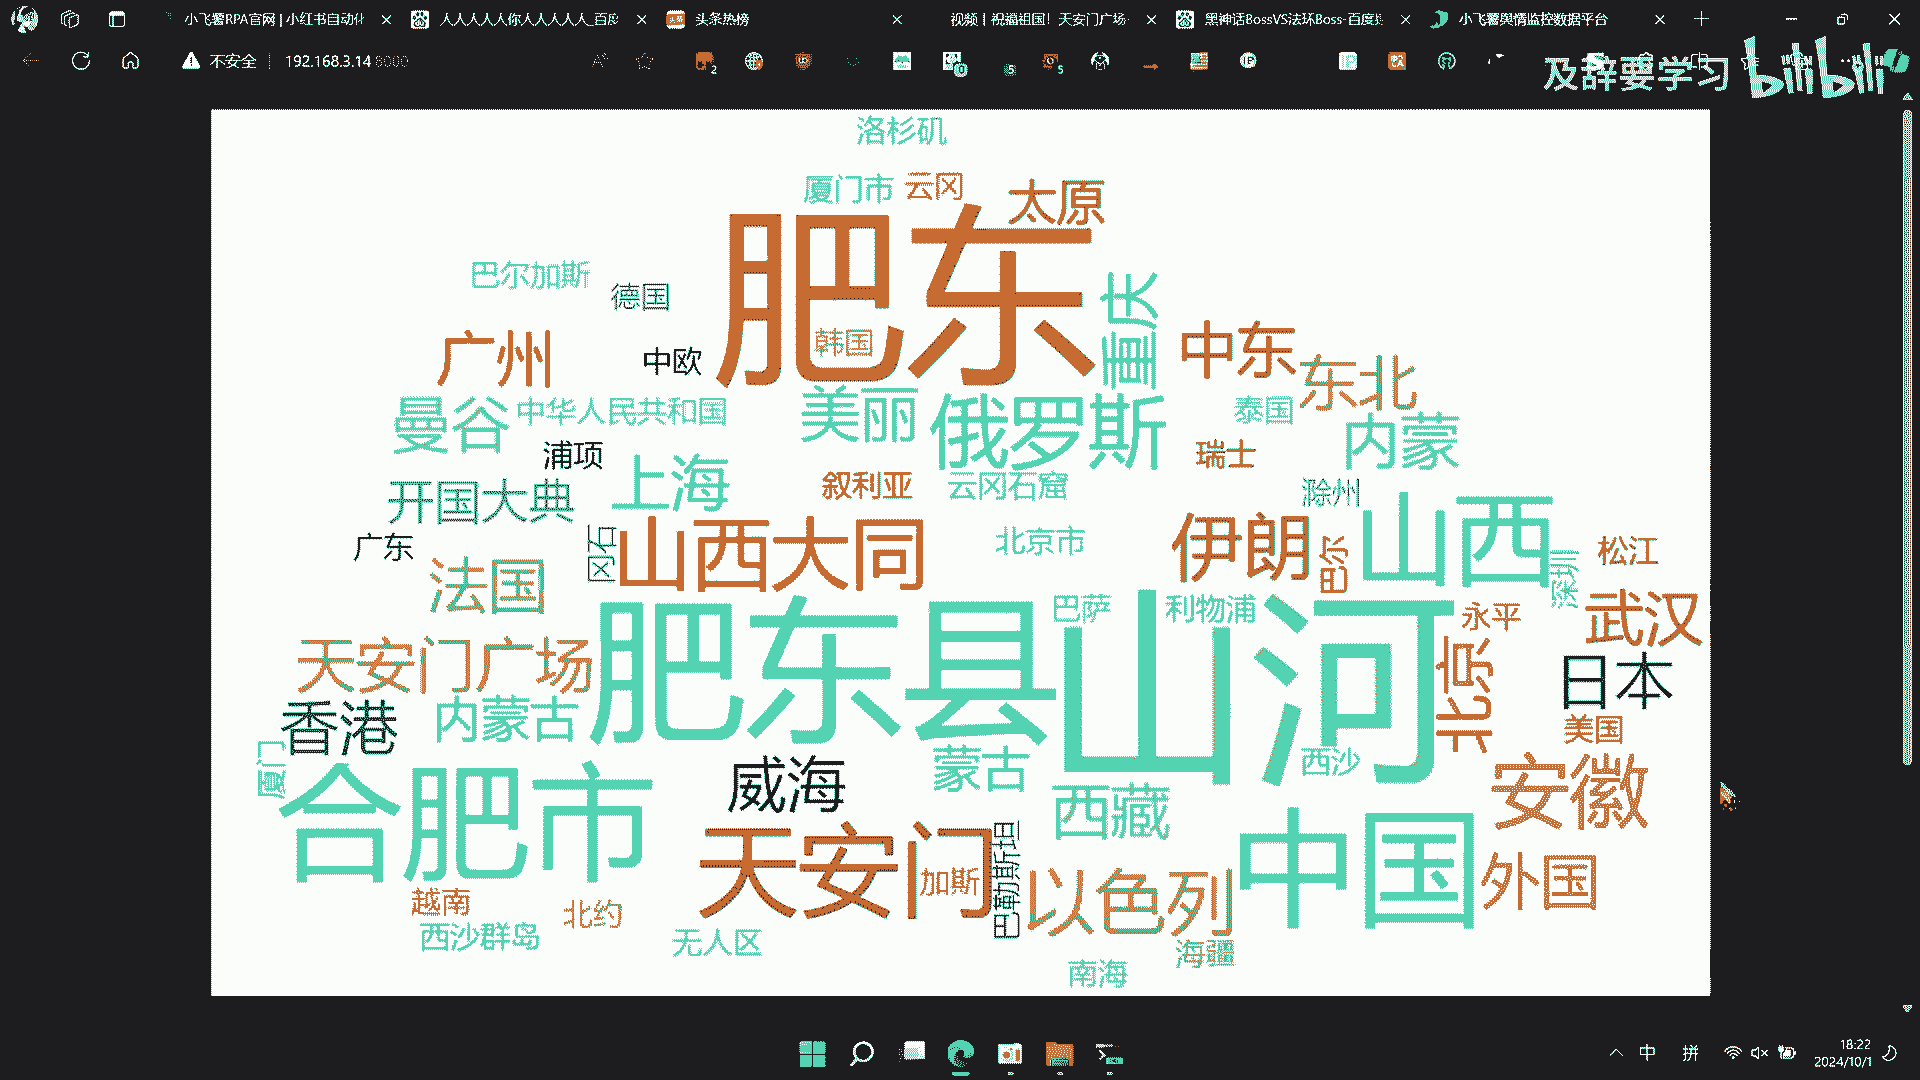 小飞薯RPA官网 | 小红书自动化
人人人人人你人人人人人_百度
头条热榜
视频丨祝福祖国！天安门广场
黑神话BossVS法环Boss-百度
小飞薯舆情监控数据平台
不安全
192.168.3.14:8000
及辞要学习
bilibili
洛杉矶
厦门市
云冈
太原
肥东
巴尔加斯
德国
重庆
广州
中欧
韩国
中东
东北
曼谷
中华人民共和国
美丽
俄罗斯
泰国
内蒙
浦项
上海
瑞士
开国大典
叙利亚
云冈石窟
滁州
山西
广东
冈石
山西大同
北京市
伊朗
巴尔
松江
深圳
法国
巴萨
利物浦
永平
武汉
天安门广场
肥东县
山河
北京
日本
香港
内蒙古
美国
厦门
合肥市
威海
蒙古
西沙
西藏
安徽
天安门
中国
加斯
巴勒斯坦
以色列
外国
越南
北约
西沙群岛
无人区
海疆
南海
中
拼
18:22
2024/10/1